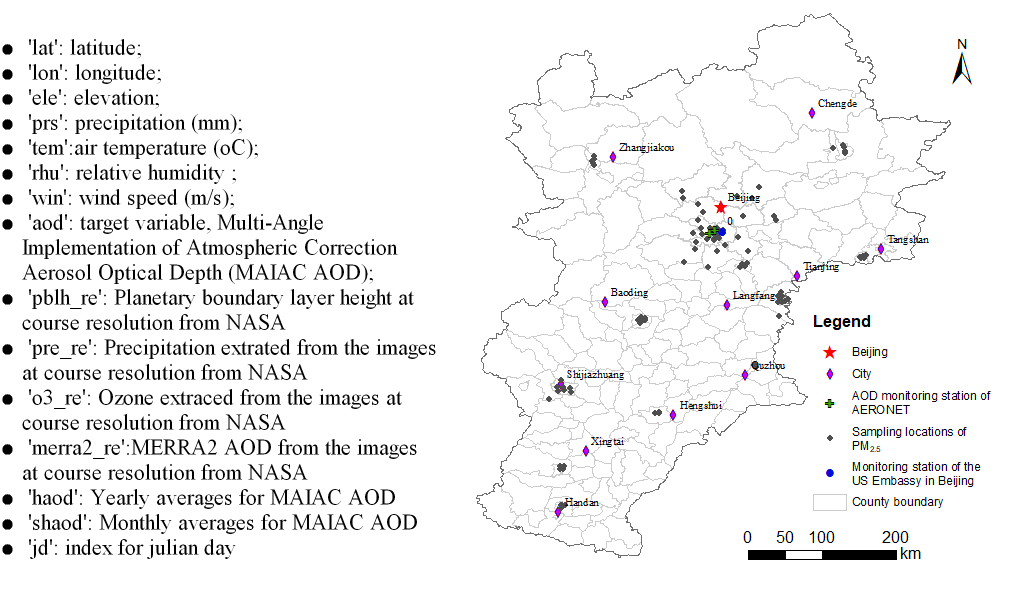 ● 'lat': latitude;
● 'lon': longitude;
● 'ele': elevation;
● 'prs': precipitation (mm);
● 'tem':air temperature (oC);
● 'rhu': relative humidity ;
● 'win': wind speed (m/s);
● 'aod': target variable, Multi-Angle
Implementation of Atmospheric Correction
Aerosol Optical Depth (MAIAC AOD);
● 'pblh_re': Planetary boundary layer height at
course resolution from NASA
● 'pre_re': Precipitation extrated from the images
at course resolution from NASA
● 'o3_re': Ozone extraced from the images at
course resolution from NASA
● 'merra2_re':MERRA2 AOD from the images
at course resolution from NASA
● 'haod': Yearly averages for MAIAC AOD
● 'shaod': Monthly averages for MAIAC AOD
● 'jd': index for julian day
N
Chengde
Zhangjiakou
Beijing
0
Tangshan
Tianjing
Baoding
Langfang
Quzhou
Shijiazhuang
Hengshui
Xingtai
Handan
Legend
Beijing
City
AOD monitoring station of
AERONET
Sampling locations of
PM2.5
Monitoring station of the
US Embassy in Beijing
County boundary
0 50 100 200
km